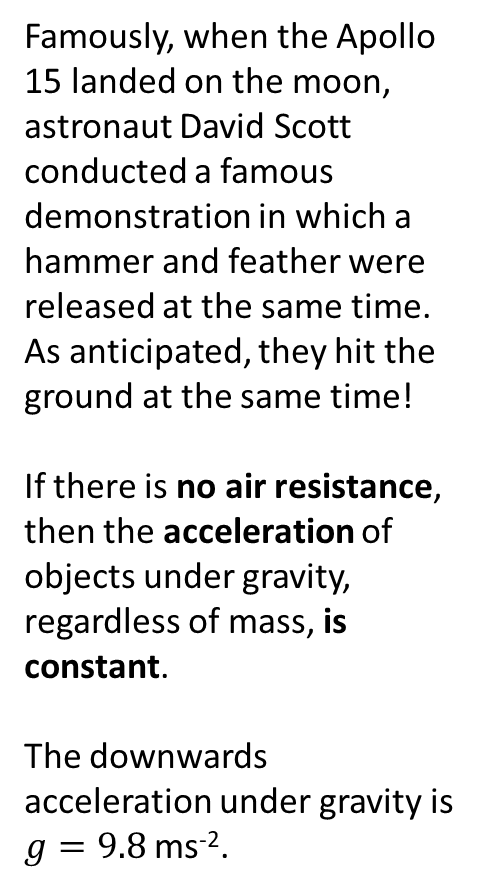 Famously, when the Apollo
15 landed on the moon,
astronaut David Scott
conducted a famous
demonstration in which a
hammer and feather were
released at the same time.
As anticipated, they hit the
ground at the same time!
If there is no air resistance,
then the acceleration of
objects under gravity,
regardless of mass, is
constant.
The downwards
acceleration under gravity is
𝑔 = 9.8 ms⁻².